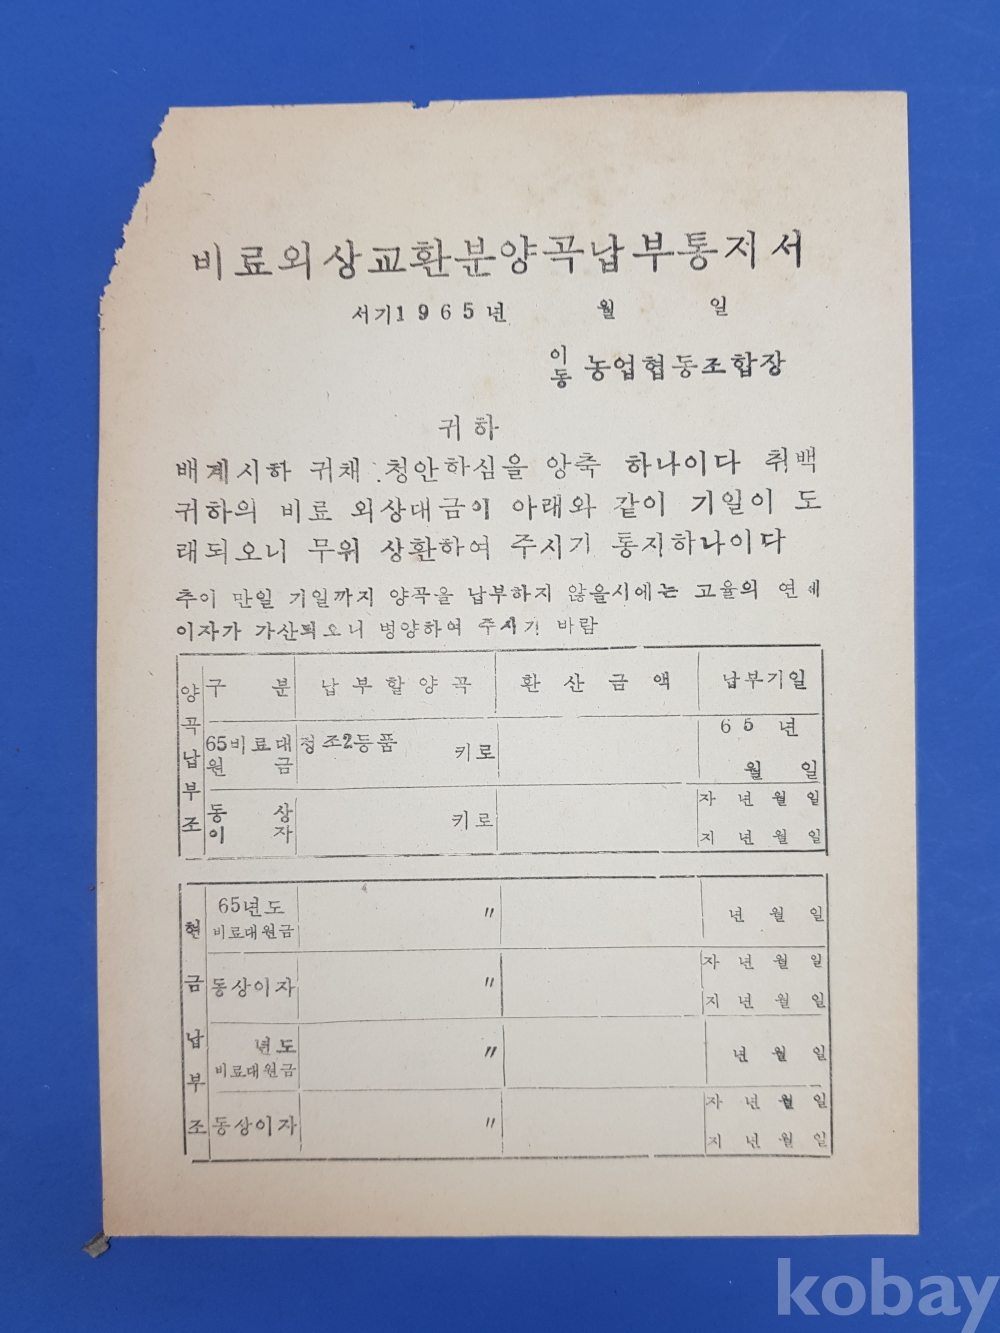 비료외상교환분양곡납부통지서
서기1965년 월 일
이동 농업협동조합장
귀하
배계시하 귀채 청안하심을 앙축 하나이다 취백
귀하의 비료 외상대금이 아래와 같이 기일이 도
래되오니 무위 상환하여 주시기 통지하나이다
추이 만일 기일까지 양곡을 납부하지 않을시에는 고율의 연체
이자가 가산되오니 병양하여 주시기 바람
양곡납부조
구 분 납부할양곡 환산금액 납부기일
65비료대 정조2등품 키로 65 년
원 금 월 일
동 상 키로 자 년 월 일
이 자 지 년 월 일
현금납부조
65년도 〃 년 월 일
비료대원금
동상이자 〃 자 년 월 일
지 년 월 일
년도 〃 년 월 일
비료대원금
동상이자 〃 자 년 월 일
지 년 월 일
kobay